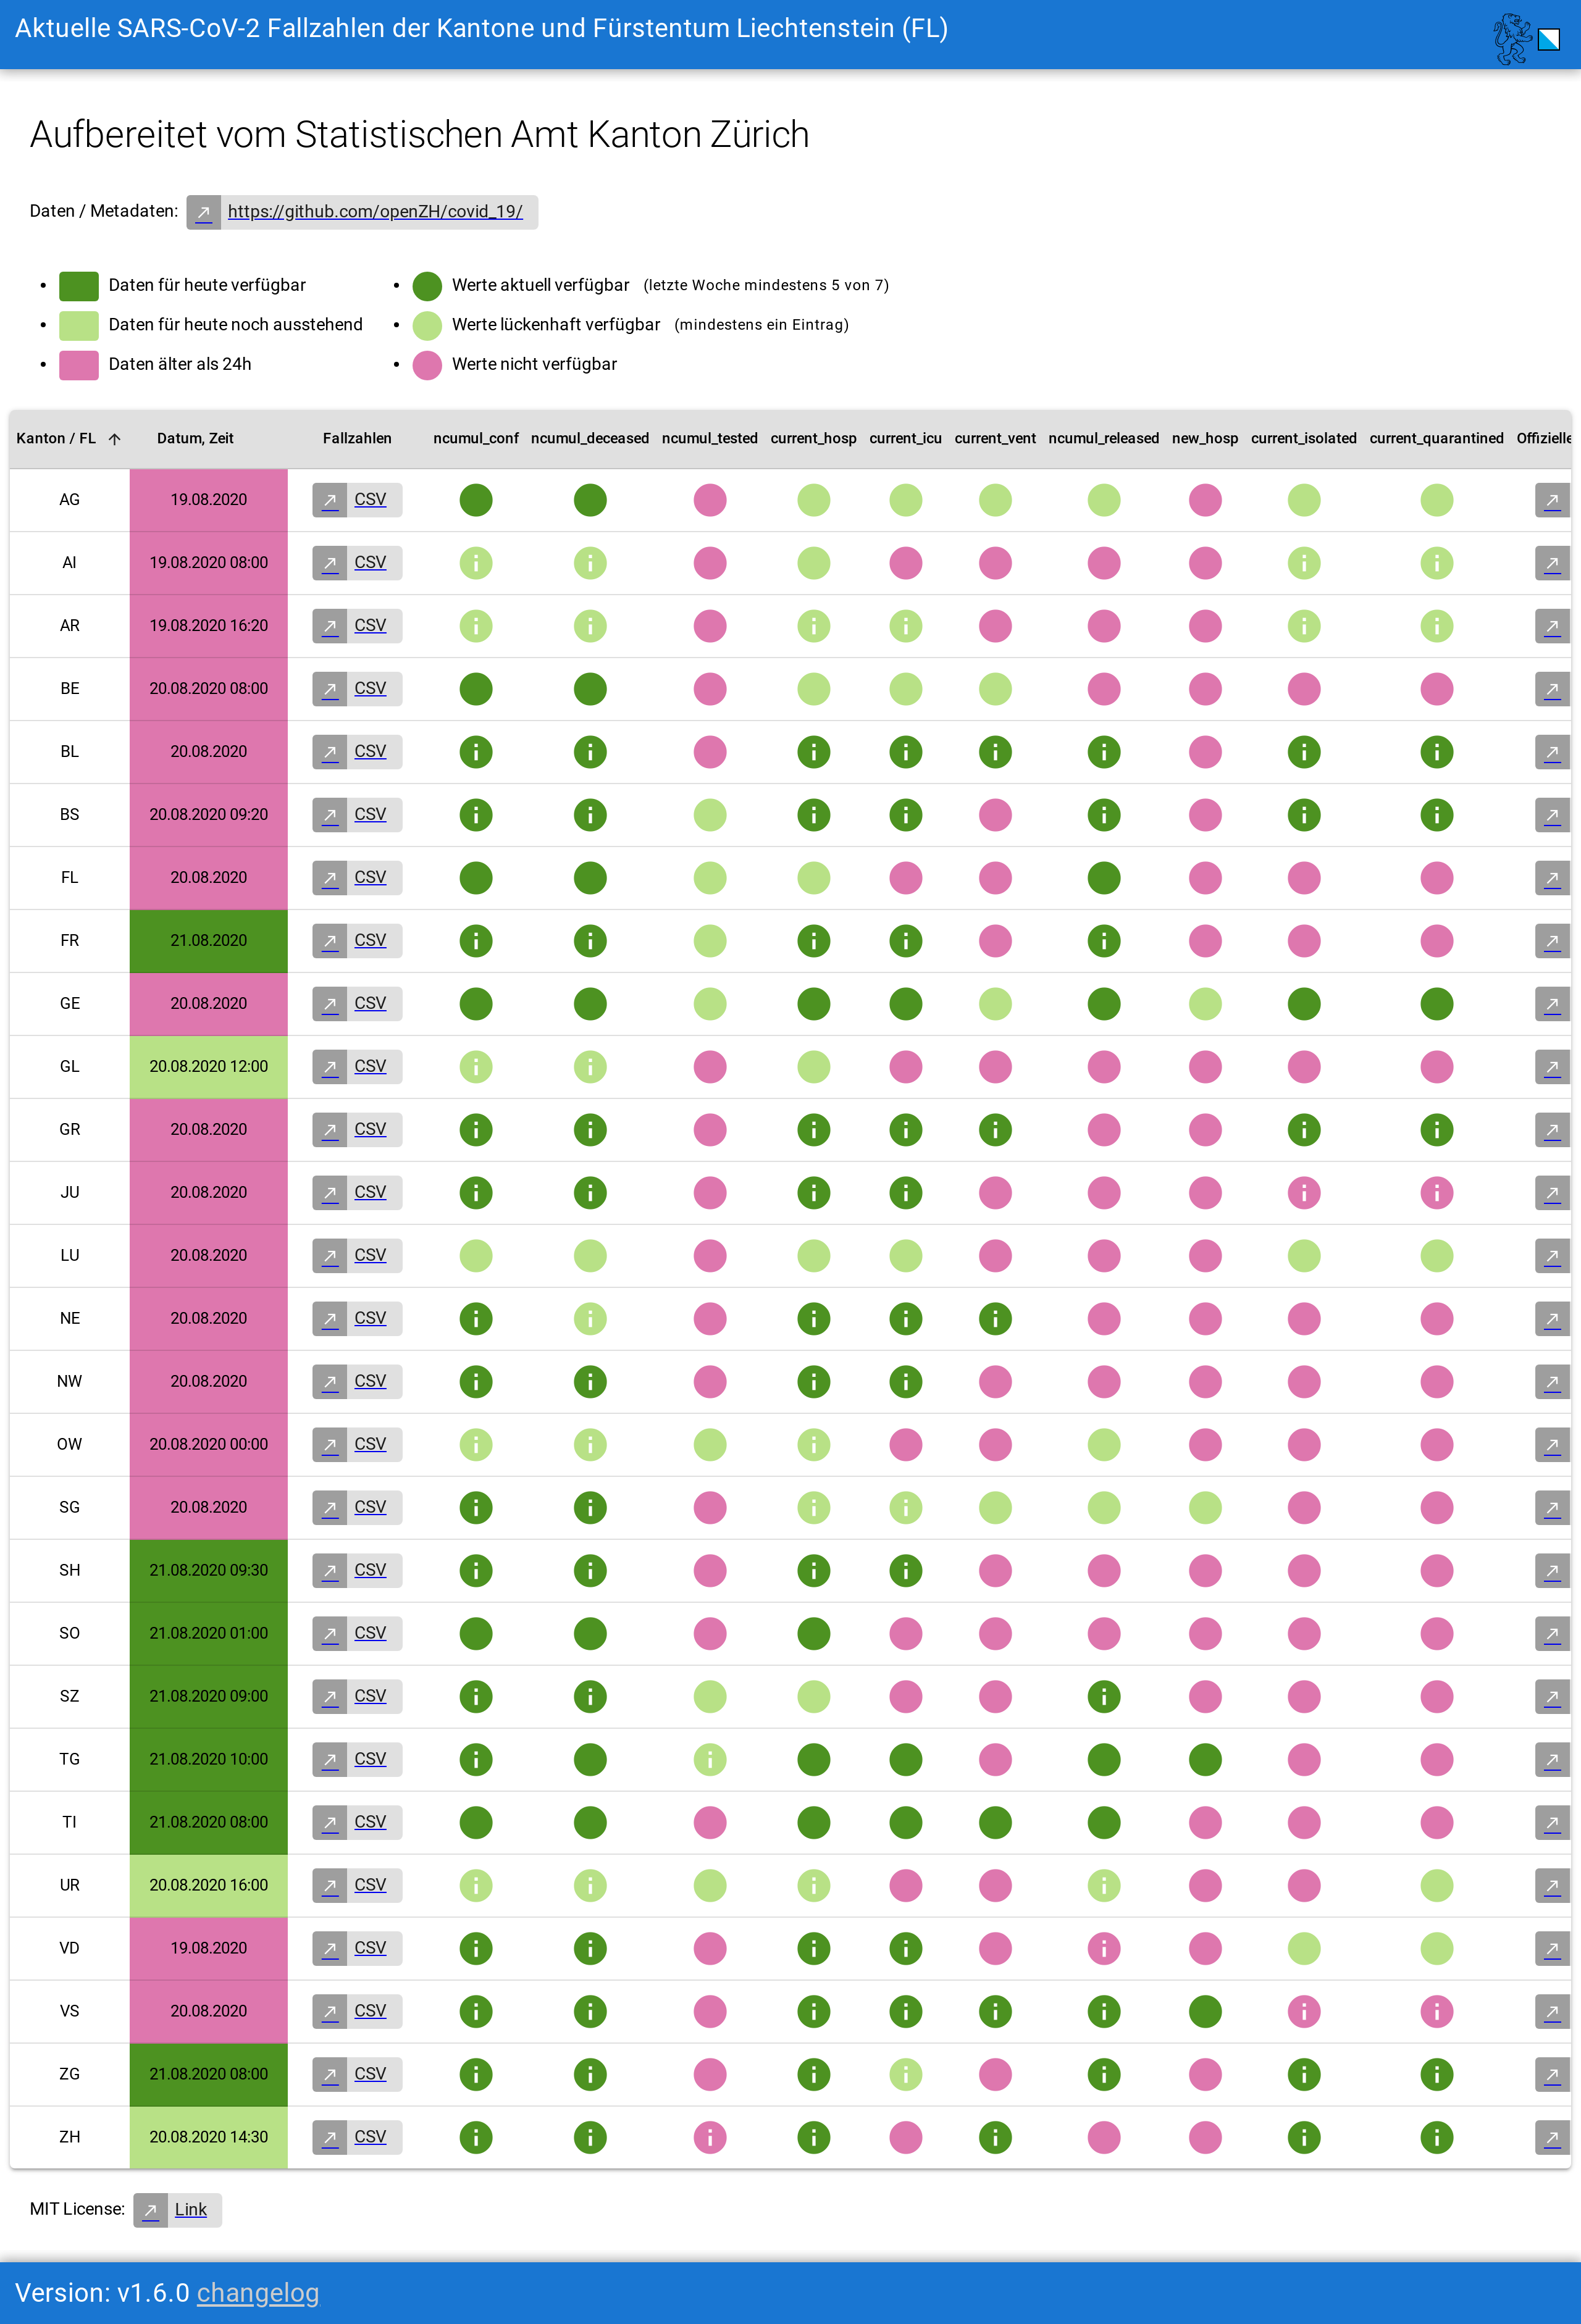 Aktuelle SARS-CoV-2 Fallzahlen der Kantone und Fürstentum Liechtenstein (FL)
Aufbereitet vom Statistischen Amt Kanton Zürich
Daten / Metadaten: https://github.com/openZH/covid_19/
Daten für heute verfügbar
Daten für heute noch ausstehend
Daten älter als 24h
Werte aktuell verfügbar (letzte Woche mindestens 5 von 7)
Werte lückenhaft verfügbar (mindestens ein Eintrag)
Werte nicht verfügbar
Kanton / FL Datum, Zeit Fallzahlen ncumul_conf ncumul_deceased ncumul_tested current_hosp current_icu current_vent ncumul_released new_hosp current_isolated current_quarantined Offizielle
AG 19.08.2020 CSV
AI 19.08.2020 08:00 CSV
AR 19.08.2020 16:20 CSV
BE 20.08.2020 08:00 CSV
BL 20.08.2020 CSV
BS 20.08.2020 09:20 CSV
FL 20.08.2020 CSV
FR 21.08.2020 CSV
GE 20.08.2020 CSV
GL 20.08.2020 12:00 CSV
GR 20.08.2020 CSV
JU 20.08.2020 CSV
LU 20.08.2020 CSV
NE 20.08.2020 CSV
NW 20.08.2020 CSV
OW 20.08.2020 00:00 CSV
SG 20.08.2020 CSV
SH 21.08.2020 09:30 CSV
SO 21.08.2020 01:00 CSV
SZ 21.08.2020 09:00 CSV
TG 21.08.2020 10:00 CSV
TI 21.08.2020 08:00 CSV
UR 20.08.2020 16:00 CSV
VD 19.08.2020 CSV
VS 20.08.2020 CSV
ZG 21.08.2020 08:00 CSV
ZH 20.08.2020 14:30 CSV
MIT License: Link
Version: v1.6.0 changelog